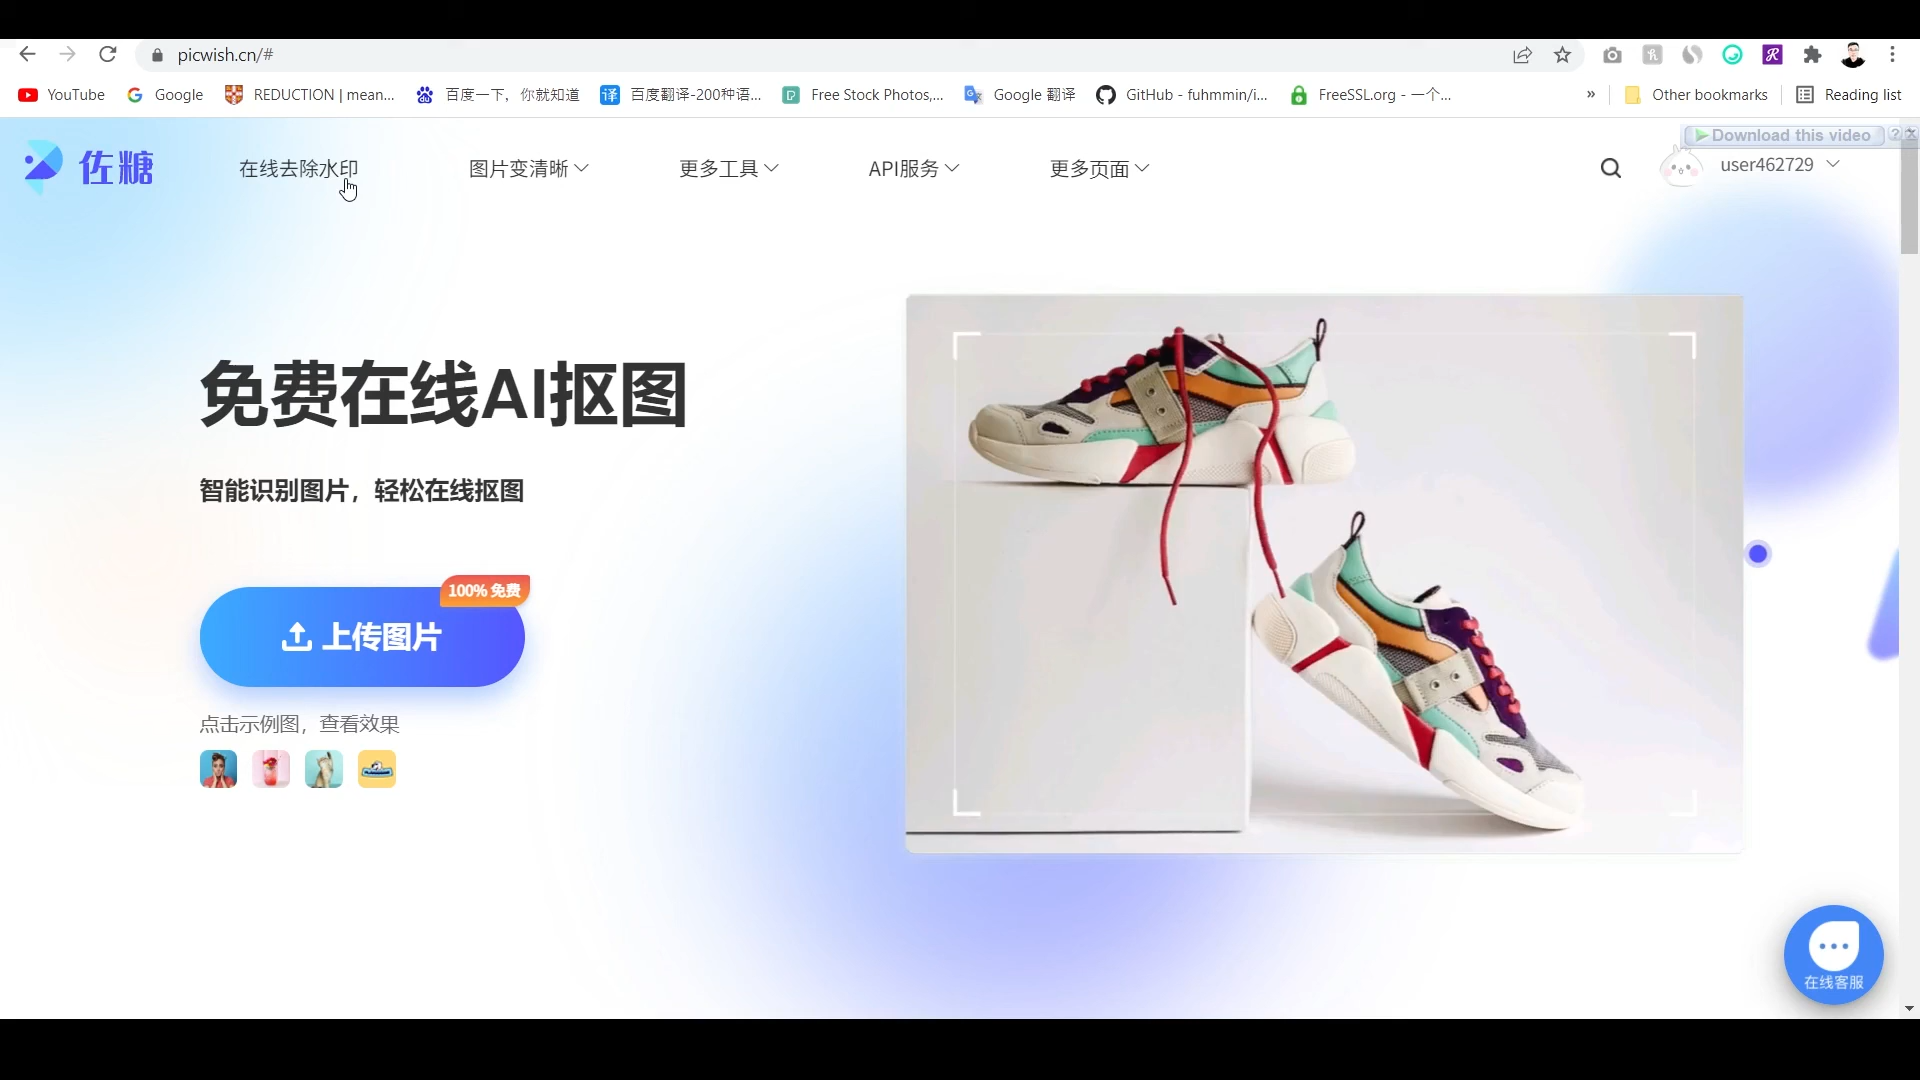 picwish.cn/#
YouTube
Google
REDUCTION | mean...
百度一下，你就知道
百度翻译-200种语...
Free Stock Photos,...
Google 翻译
GitHub - fuhmmin/i...
FreeSSL.org - 一个...
»
Other bookmarks
Reading list
Download this video
佐糖
在线去除水印
图片变清晰
更多工具
API服务
更多页面
user462729
免费在线AI抠图
智能识别图片，轻松在线抠图
100% 免费
上传图片
点击示例图，查看效果
在线客服